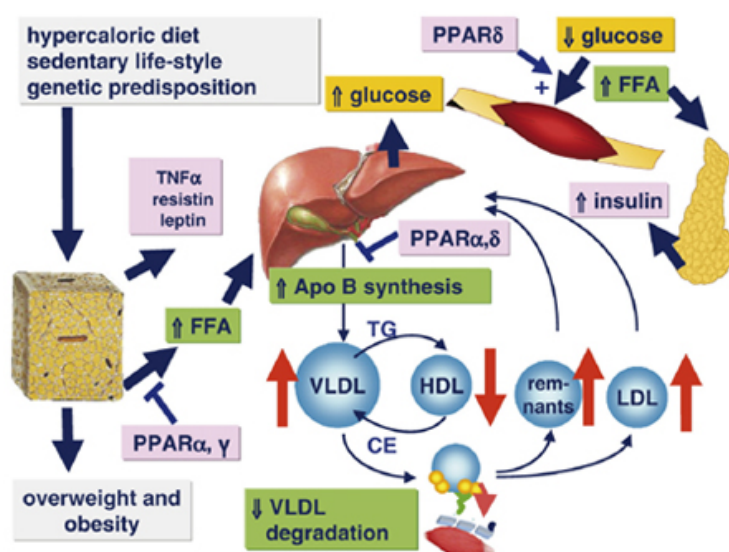 hypercaloric diet
sedentary life-style
genetic predisposition
PPARδ
⇓ glucose
+
⇑ FFA
⇑ glucose
TNFα
resistin
leptin
⇑ insulin
PPARα,δ
⇑ Apo B synthesis
⇑ FFA
TG
VLDL
HDL
rem-
nants
LDL
CE
PPARα, γ
overweight and
obesity
⇓ VLDL
degradation